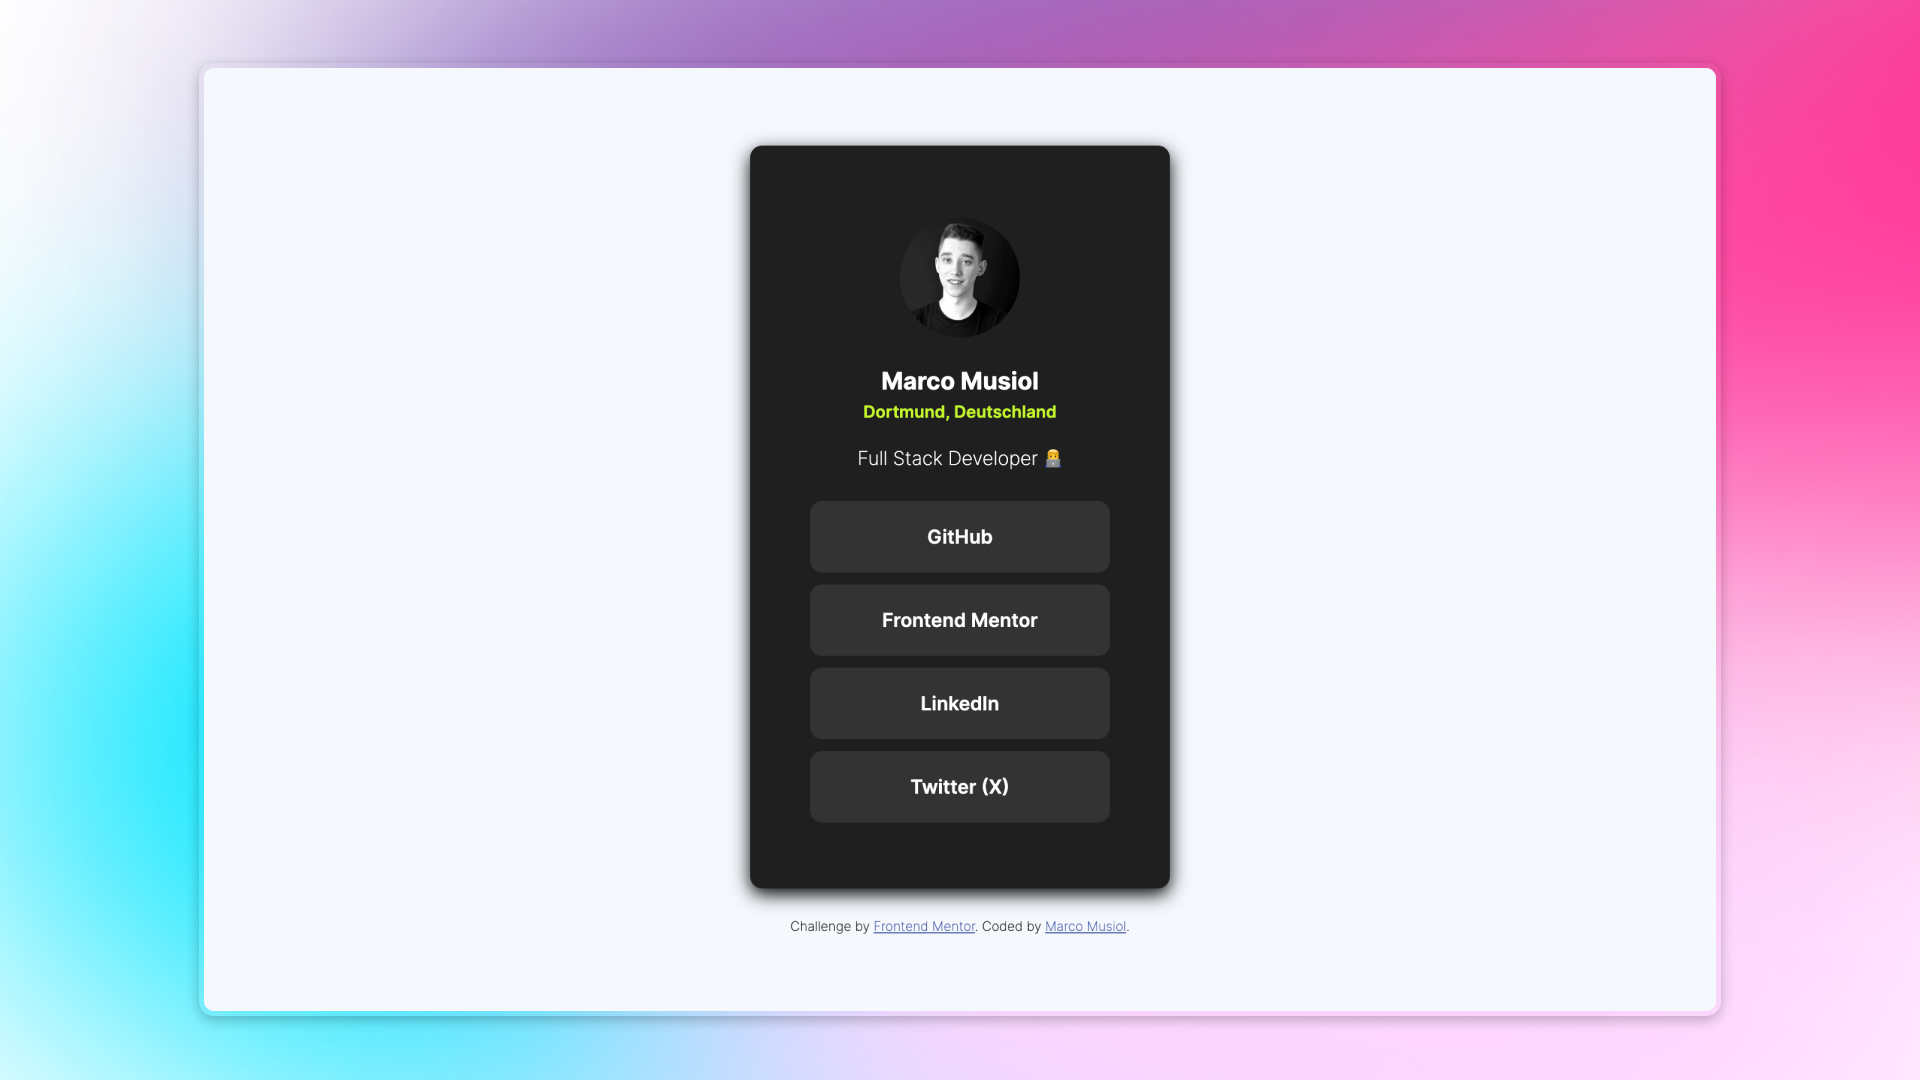 Marco Musiol
Dortmund, Deutschland
Full Stack Developer 👨‍💻
GitHub
Frontend Mentor
LinkedIn
Twitter (X)
Challenge by Frontend Mentor. Coded by Marco Musiol.